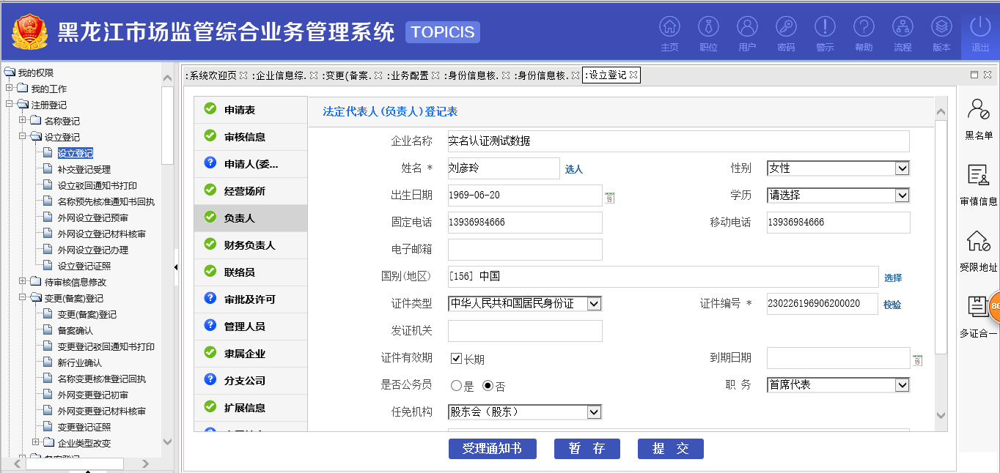 黑龙江市场监管综合业务管理系统 TOPICIS
主页 职位 用户 密码 警示 帮助 流程 版本 退出
我的权限
我的工作
注册登记
名称登记
设立登记
设立登记
补交登记受理
设立驳回通知书打印
名称预先核准通知书回执
外网设立登记预审
外网设立登记材料核审
外网设立登记办理
设立登记证照
待审核信息修改
变更(备案)登记
变更(备案)登记
备案确认
变更登记驳回通知书打印
新行业确认
名称变更核准登记回执
外网变更登记初审
外网变更登记材料核审
变更登记证照
企业类型改变
:系统欢迎页 :企业信息综. :变更(备案. :业务配置 :身份信息核. :身份信息核. :设立登记
申请表
审核信息
申请人(委...
经营场所
负责人
财务负责人
联络员
审批及许可
管理人员
隶属企业
分支公司
扩展信息
法定代表人(负责人)登记表
企业名称 实名认证测试数据
姓名 * 刘彦玲 选人 性别 女性
出生日期 1969-06-20 19 学历 请选择
固定电话 13936984666 移动电话 13936984666
电子邮箱
国别(地区) [156] 中国 选择
证件类型 中华人民共和国居民身份证 证件编号 * 230226196906200020 校验
发证机关
证件有效期 长期 到期日期 19
是否公务员 是 否 职 务 首席代表
任免机构 股东会（股东）
受理通知书 暂 存 提 交
黑名单
审慎信息
受限地址
多证合一